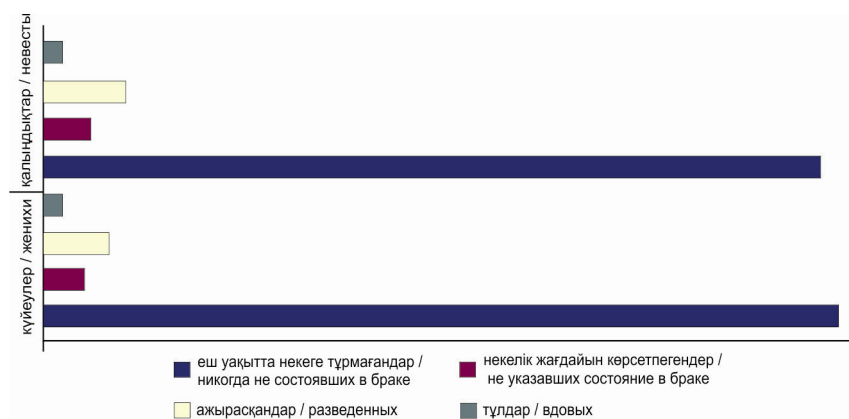 қалыңдықтар / невесты
күйеулер / женихи
еш уақытта некеге тұрмағандар /
никогда не состоявших в браке
некелік жағдайын көрсетпегендер /
не указавших состояние в браке
ажырасқандар / разведенных
тұлдар / вдовых